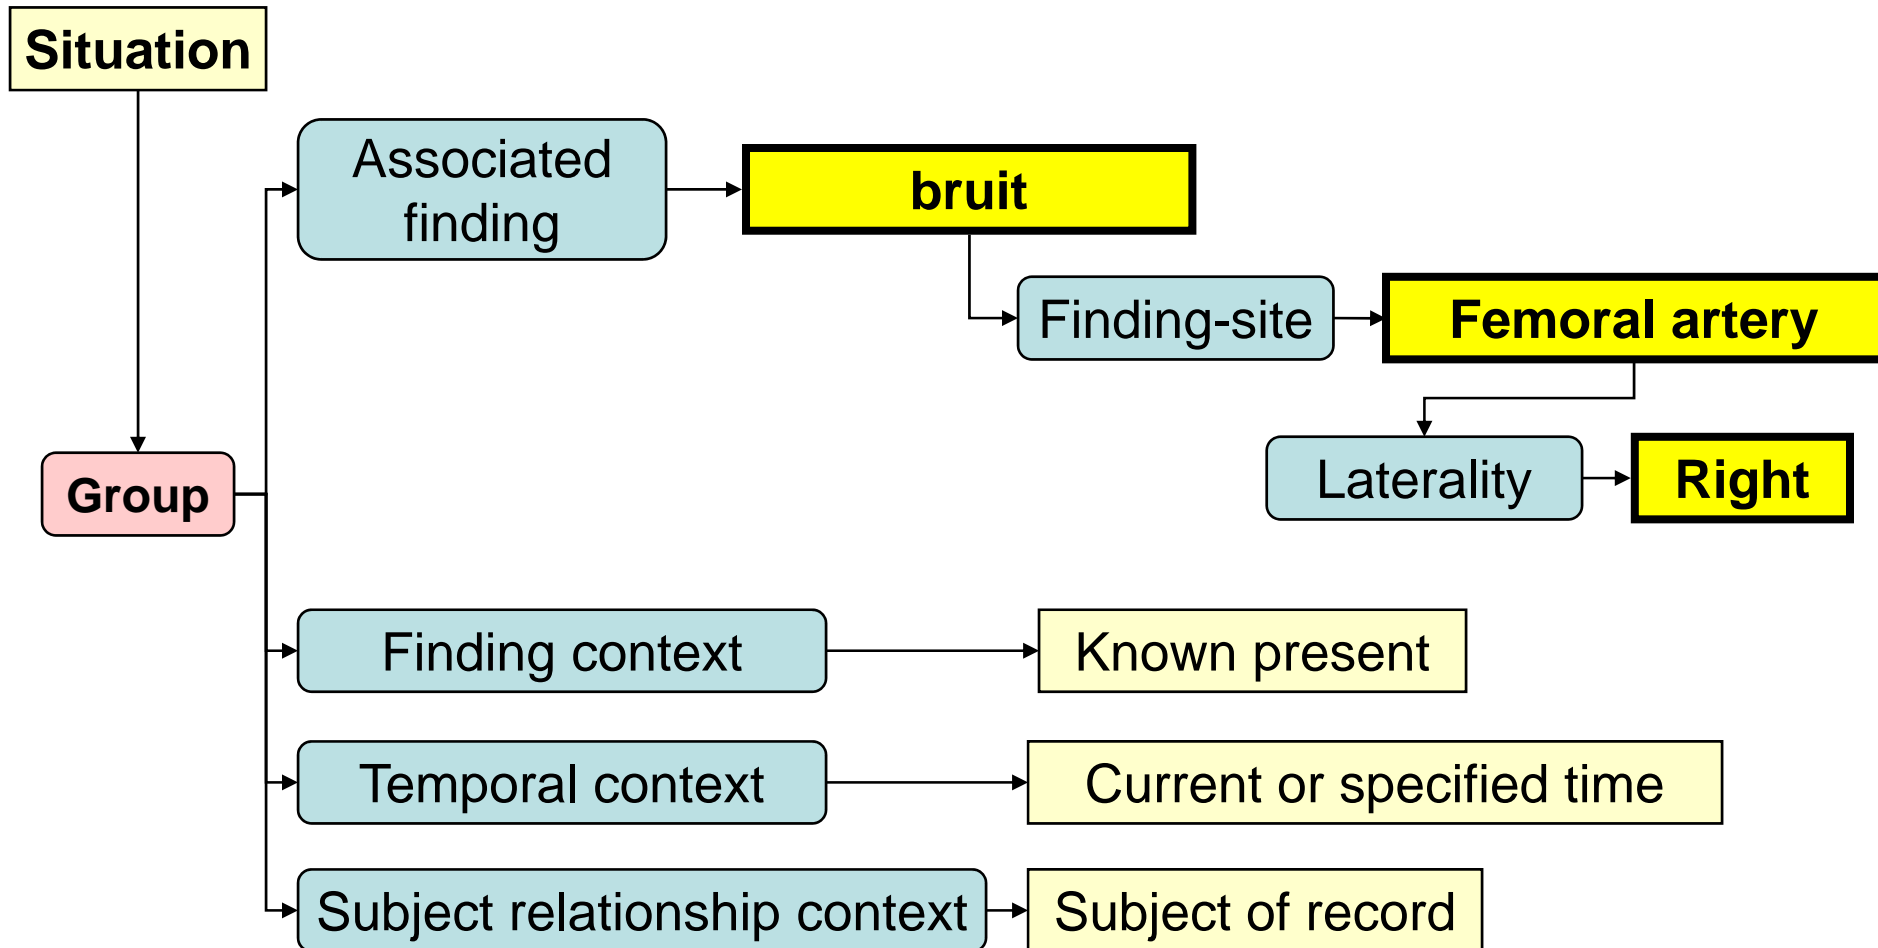 Situation
Associated
finding
bruit
Finding-site
Femoral artery
Laterality
Right
Group
Finding context
Known present
Temporal context
Current or specified time
Subject relationship context
Subject of record